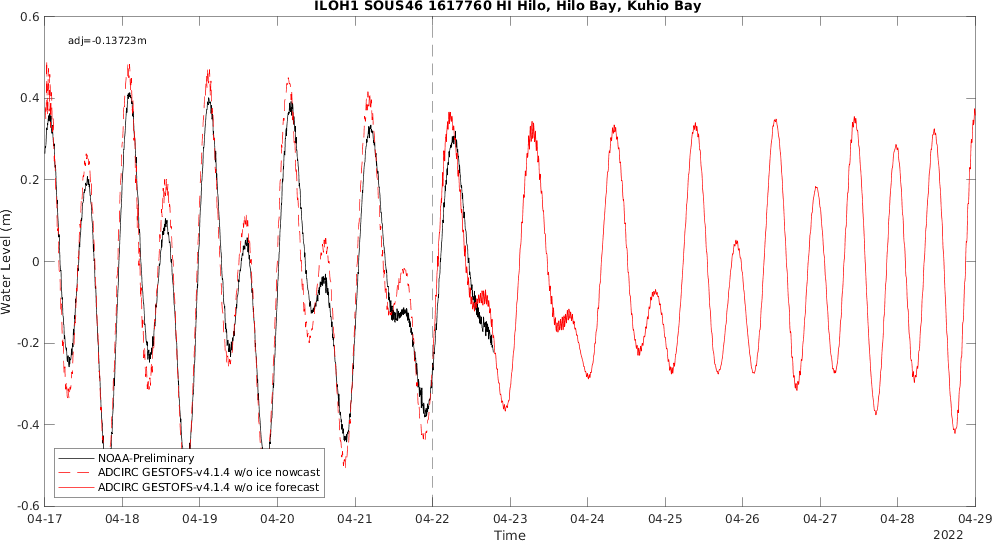 ILOH1 SOUS46 1617760 HI Hilo, Hilo Bay, Kuhio Bay
adj=-0.13723m
0.6
0.4
0.2
0
-0.2
-0.4
-0.6
Water Level (m)
NOAA-Preliminary
ADCIRC GESTOFS-v4.1.4 w/o ice nowcast
ADCIRC GESTOFS-v4.1.4 w/o ice forecast
04-17 04-18 04-19 04-20 04-21 04-22 04-23 04-24 04-25 04-26 04-27 04-28 04-29
Time
2022